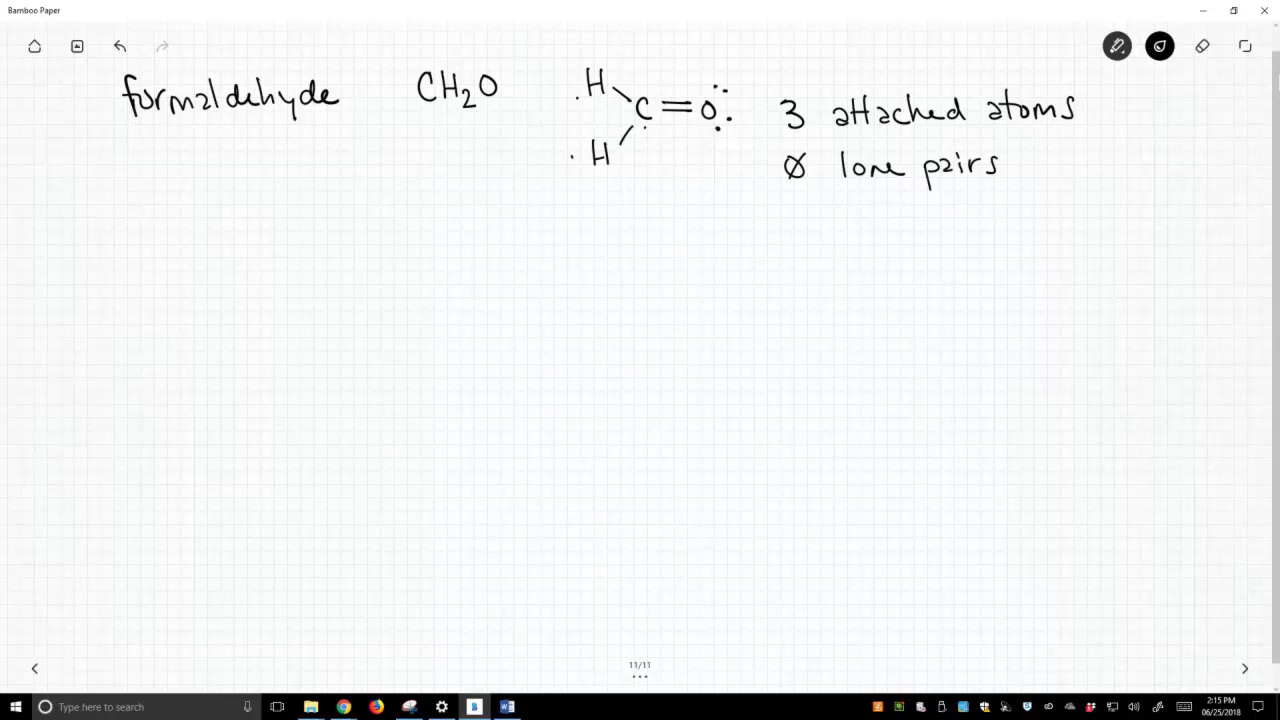 Bamboo Paper
formaldehyde CH2O H C=O: 3 attached atoms
H Ø lone pairs
11/11
Type here to search
2:15 PM
06/25/2018